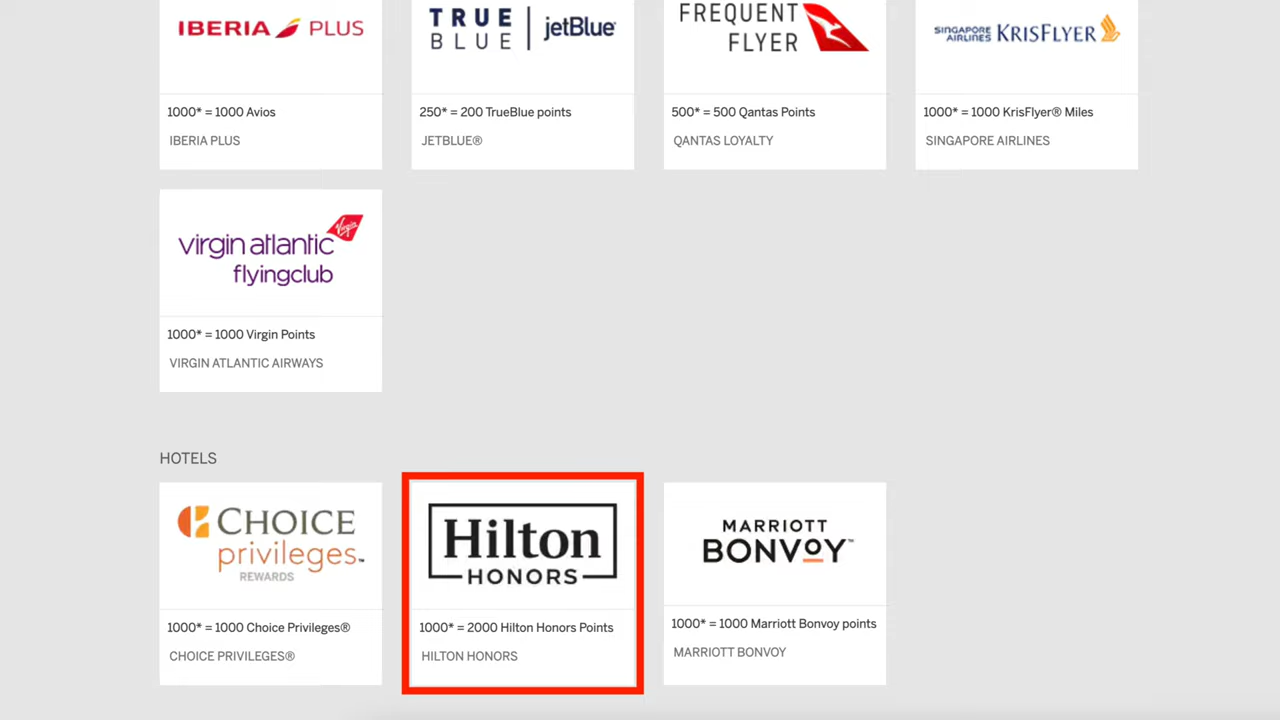 IBERIA PLUS
TRUE BLUE jetBlue®
FREQUENT FLYER
SINGAPORE AIRLINES KRISFLYER
1000* = 1000 Avios
IBERIA PLUS
250* = 200 TrueBlue points
JETBLUE®
500* = 500 Qantas Points
QANTAS LOYALTY
1000* = 1000 KrisFlyer® Miles
SINGAPORE AIRLINES
virgin atlantic
Virgin
flyingclub
1000* = 1000 Virgin Points
VIRGIN ATLANTIC AIRWAYS
HOTELS
CHOICE
privileges™
REWARDS
1000* = 1000 Choice Privileges®
CHOICE PRIVILEGES®
Hilton
HONORS
1000* = 2000 Hilton Honors Points
HILTON HONORS
MARRIOTT
BONVOY™
1000* = 1000 Marriott Bonvoy points
MARRIOTT BONVOY